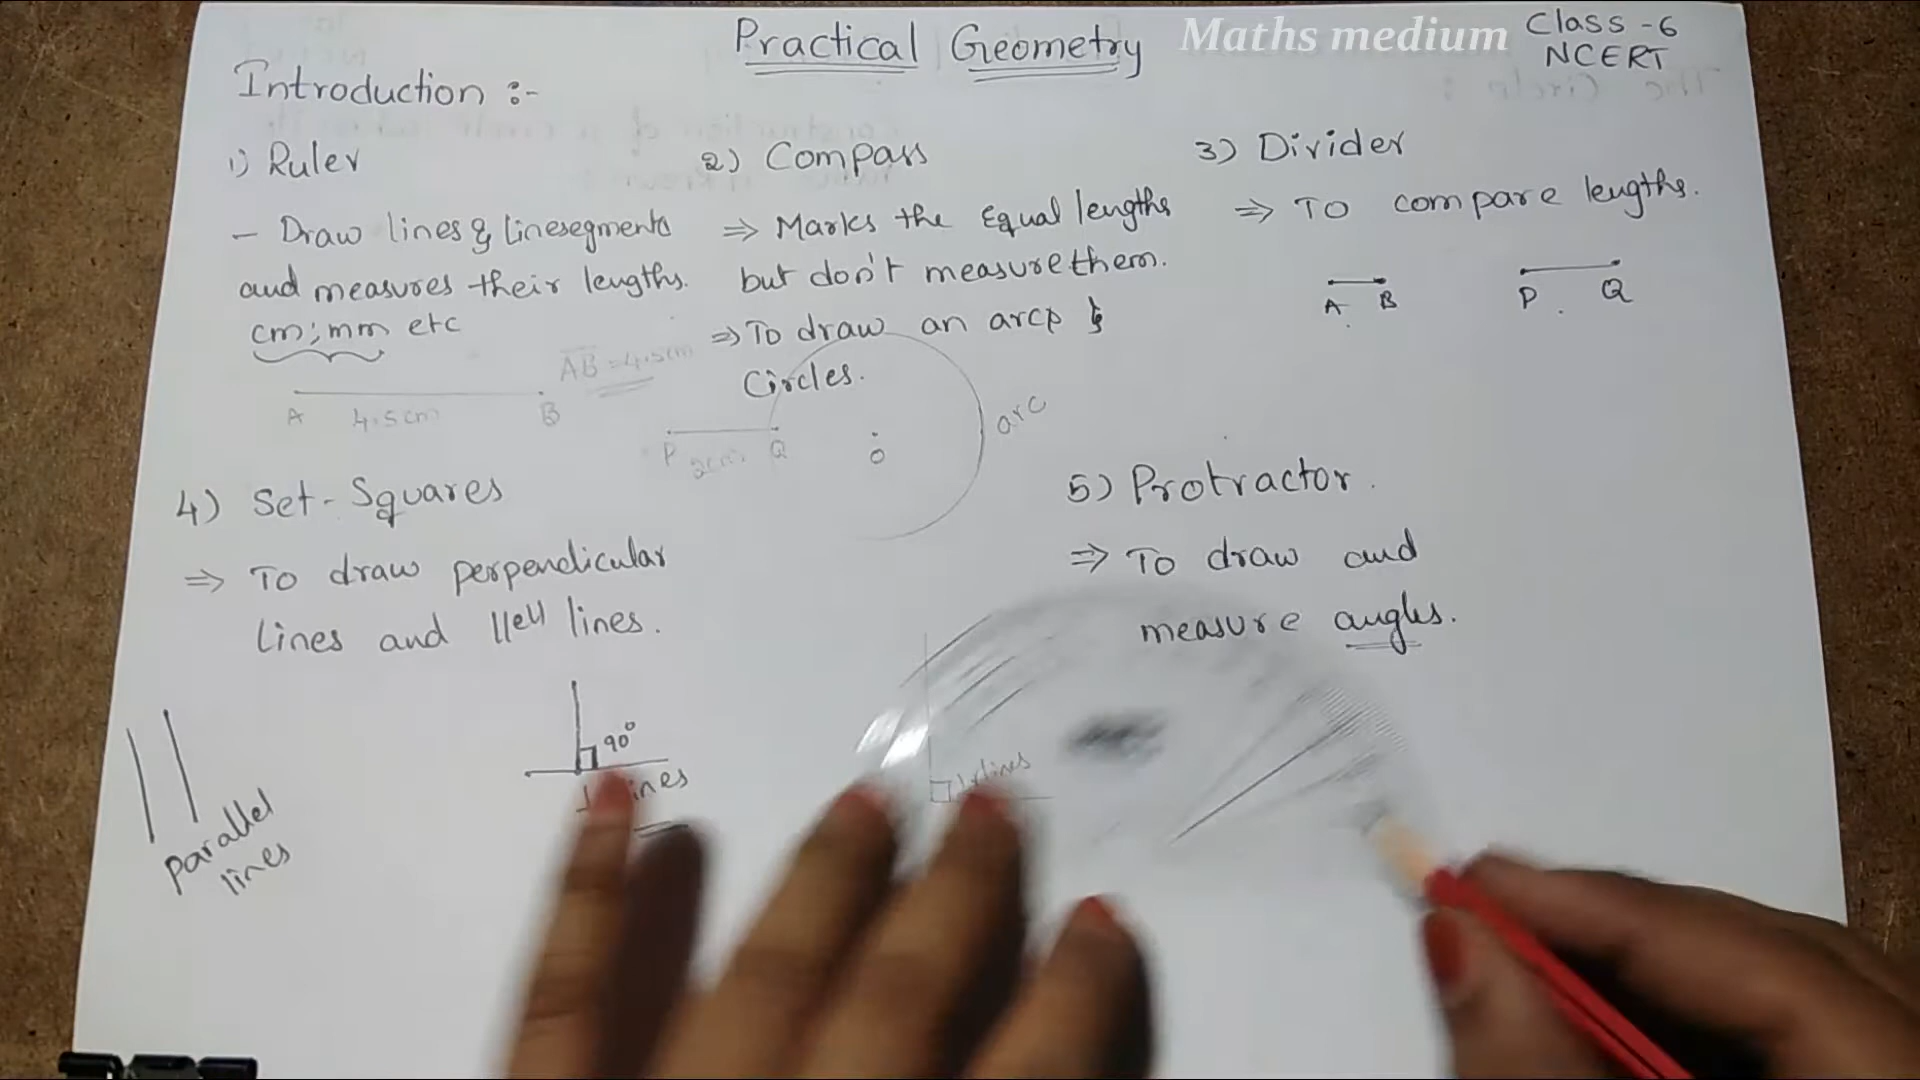 Practical Geometry
Maths medium
Class - 6
NCERT
Introduction :-
1) Ruler
- Draw lines & linesegments
and measures their lengths.
cm; mm etc
A 4.5cm B
AB = 4.5cm
2) Compass
⇒ Marks the Equal lengths
but don't measure them.
⇒ To draw an arcs &
Circles.
P 2cm Q
O
arc
3) Divider
⇒ To compare lengths.
A B
P Q
4) Set-Squares
⇒ To draw perpendicular
lines and llell lines.
parallel
lines
90°
5) Protractor.
⇒ To draw and
measure angles.